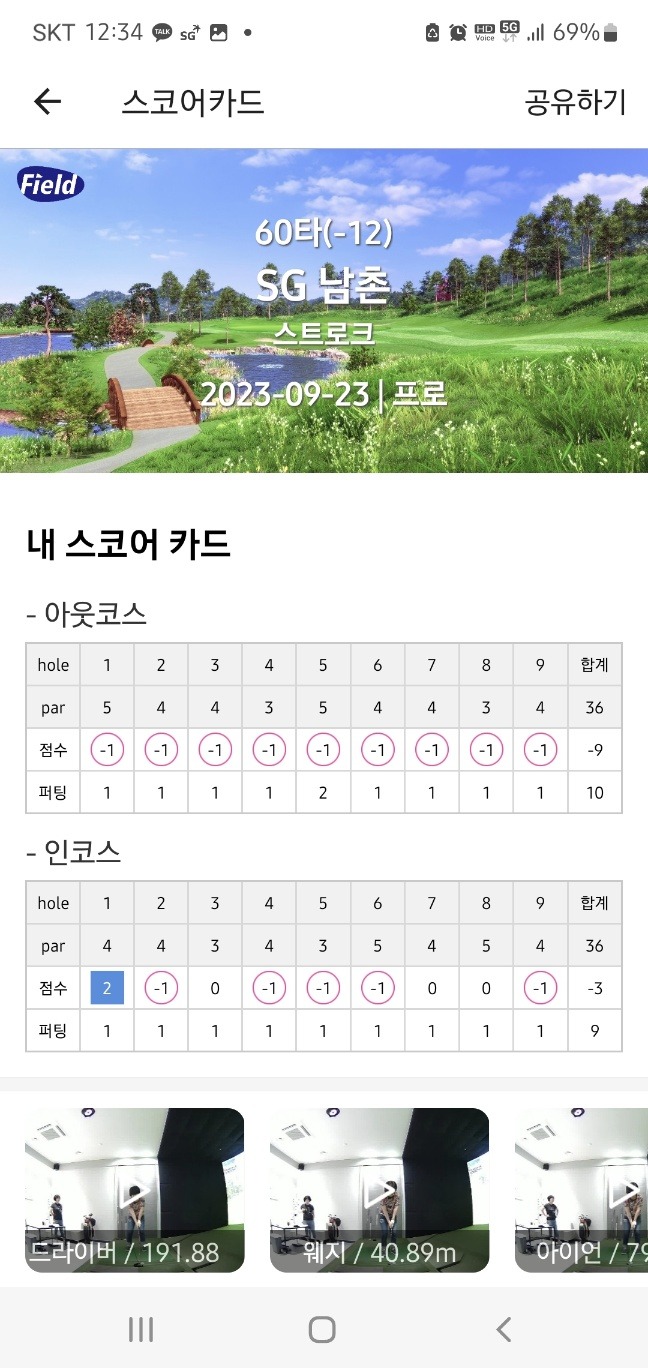 SKT 12:34 TALK SG HD Voice 5G 69%
스코어카드 공유하기
Field
60타(-12)
SG 남촌
스트로크
2023-09-23 | 프로
내 스코어 카드
- 아웃코스
hole 1 2 3 4 5 6 7 8 9 합계
par 5 4 4 3 5 4 4 3 4 36
점수 -1 -1 -1 -1 -1 -1 -1 -1 -1 -9
퍼팅 1 1 1 1 2 1 1 1 1 10
- 인코스
hole 1 2 3 4 5 6 7 8 9 합계
par 4 4 3 4 3 5 4 5 4 36
점수 2 -1 0 -1 -1 -1 0 0 -1 -3
퍼팅 1 1 1 1 1 1 1 1 1 9
드라이버 / 191.88 웨지 / 40.89m 아이언 / 79